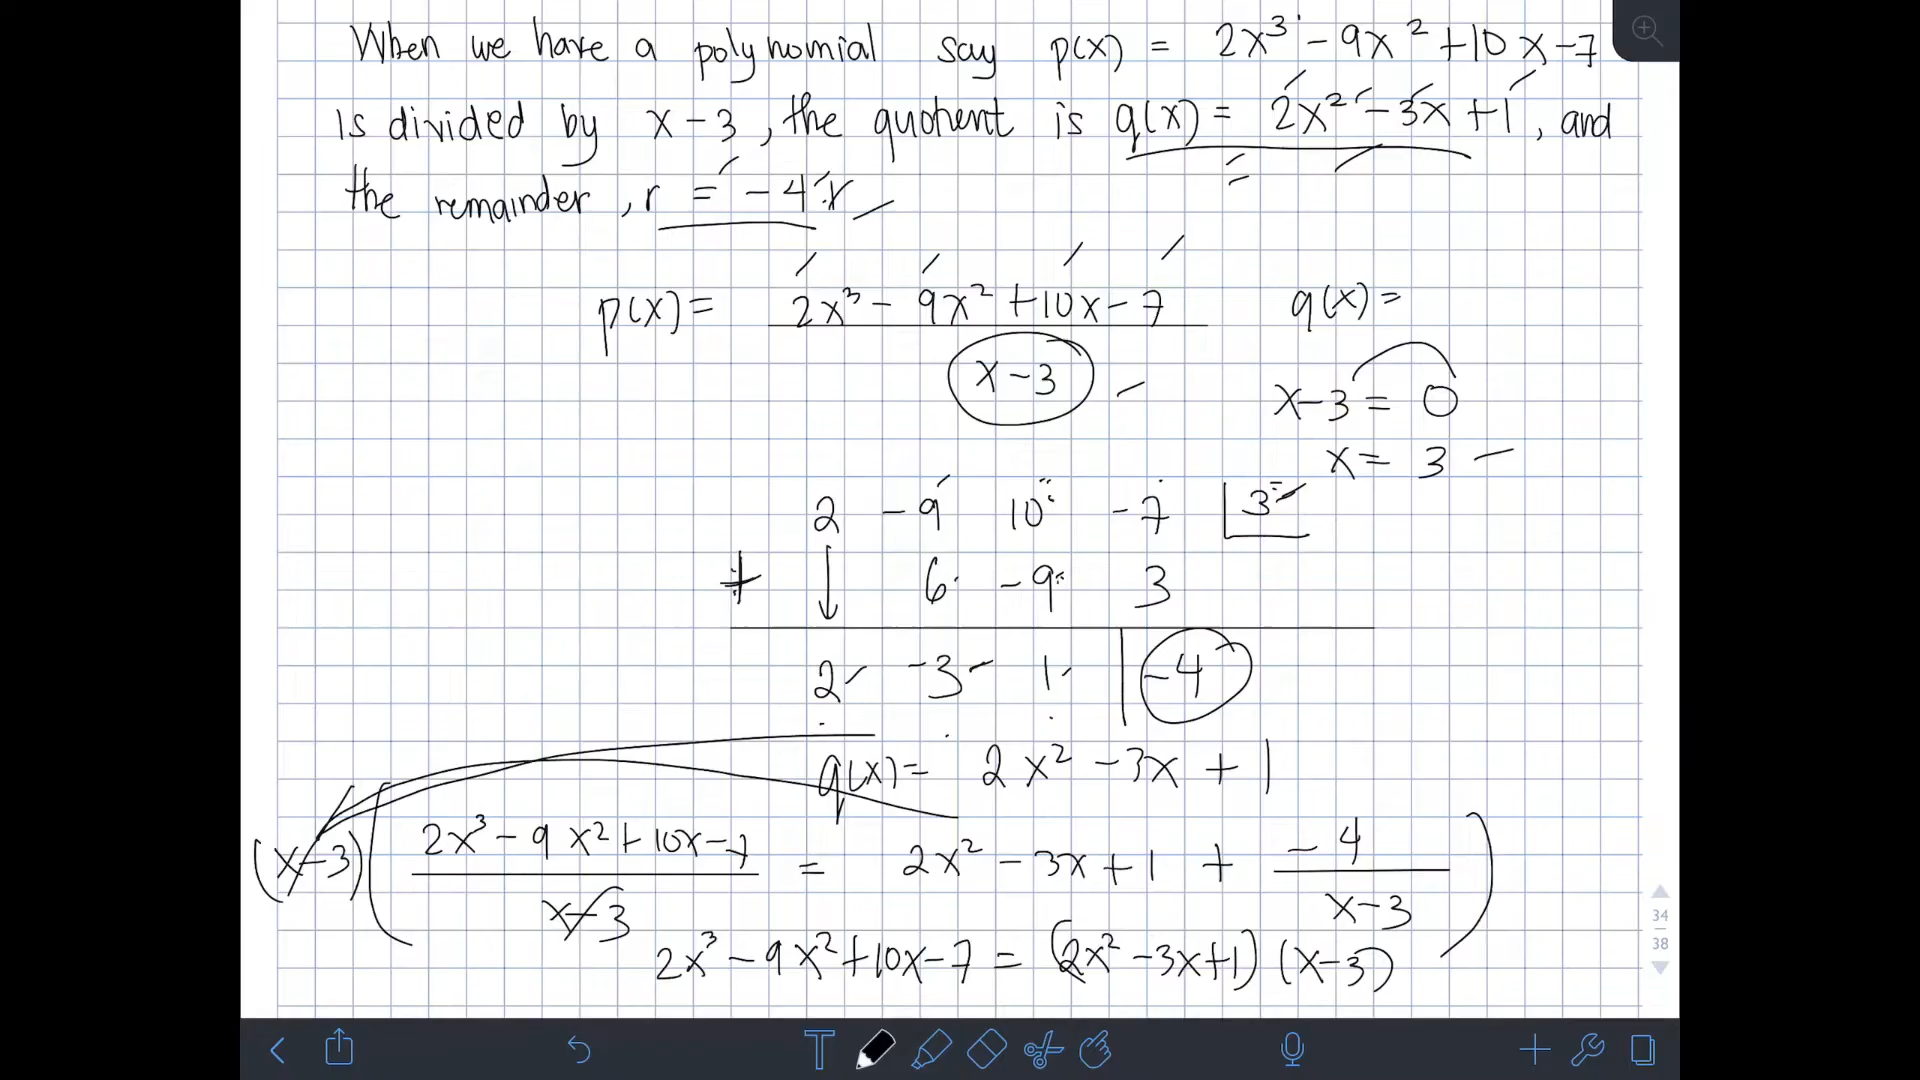 When we have a polynomial say p(x) = 2x³ - 9x² + 10x - 7
is divided by x - 3, the quotient is q(x) = 2x² - 3x + 1, and
the remainder, r = - 4
p(x) = 2x³ - 9x² + 10x - 7
x - 3
q(x) =
x - 3 = 0
x = 3
2 - 9 10 - 7 3
+ 6 - 9 3
2 - 3 1 - 4
q(x) = 2x² - 3x + 1
(x - 3) ( 2x³ - 9x² + 10x - 7 / x - 3 = 2x² - 3x + 1 + - 4 / x - 3 )
2x³ - 9x² + 10x - 7 = (2x² - 3x + 1) (x - 3)
34
38
T